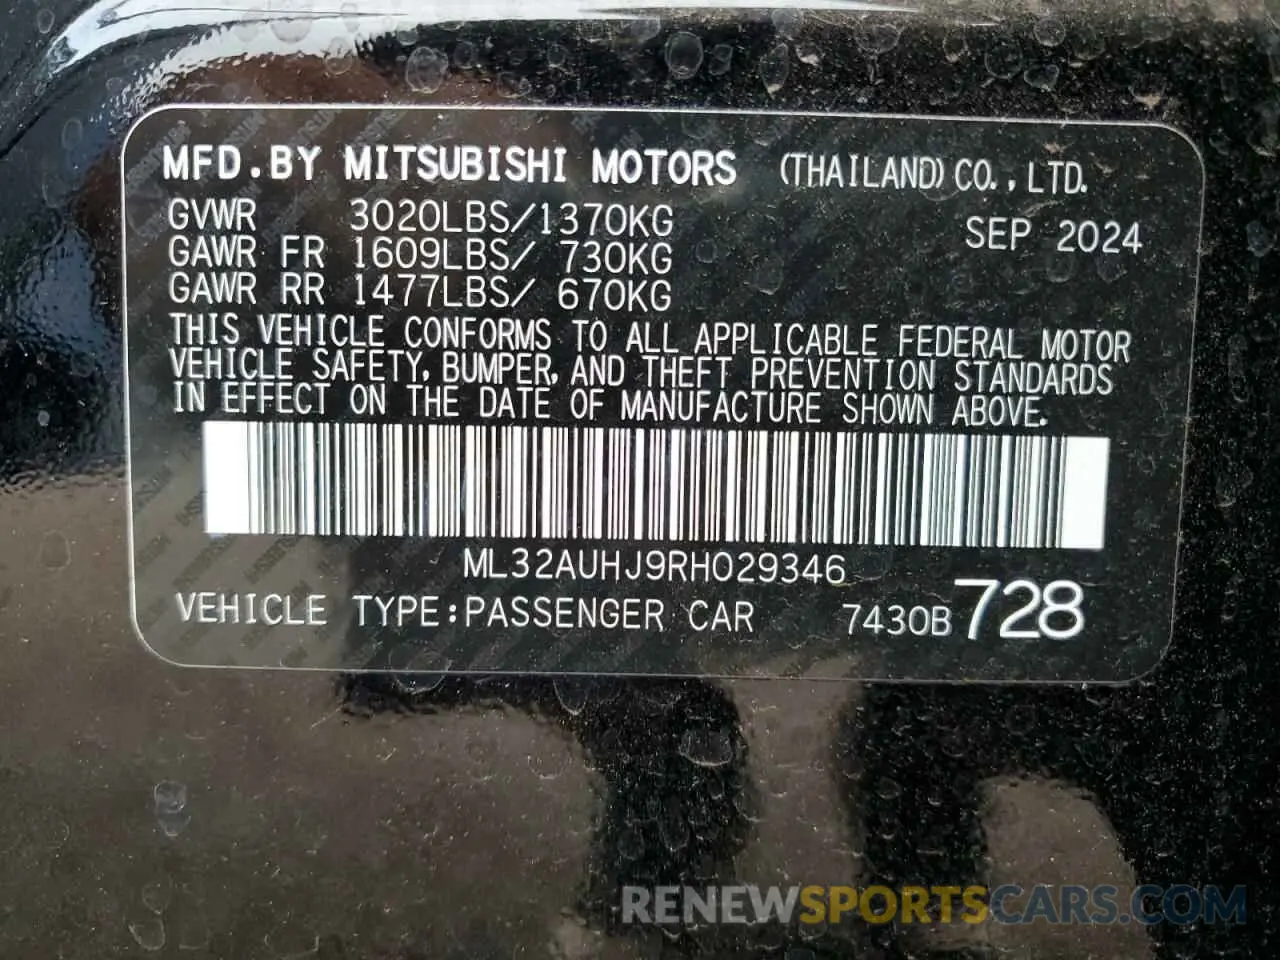 MFD.BY MITSUBISHI MOTORS (THAILAND) CO., LTD.
GVWR 3020LBS/1370KG SEP 2024
GAWR FR 1609LBS/ 730KG
GAWR RR 1477LBS/ 670KG
THIS VEHICLE CONFORMS TO ALL APPLICABLE FEDERAL MOTOR
VEHICLE SAFETY, BUMPER, AND THEFT PREVENTION STANDARDS
IN EFFECT ON THE DATE OF MANUFACTURE SHOWN ABOVE.
ML32AUHJ9RH029346
VEHICLE TYPE:PASSENGER CAR 7430B 728
RENEWSPORTSCARS.COM